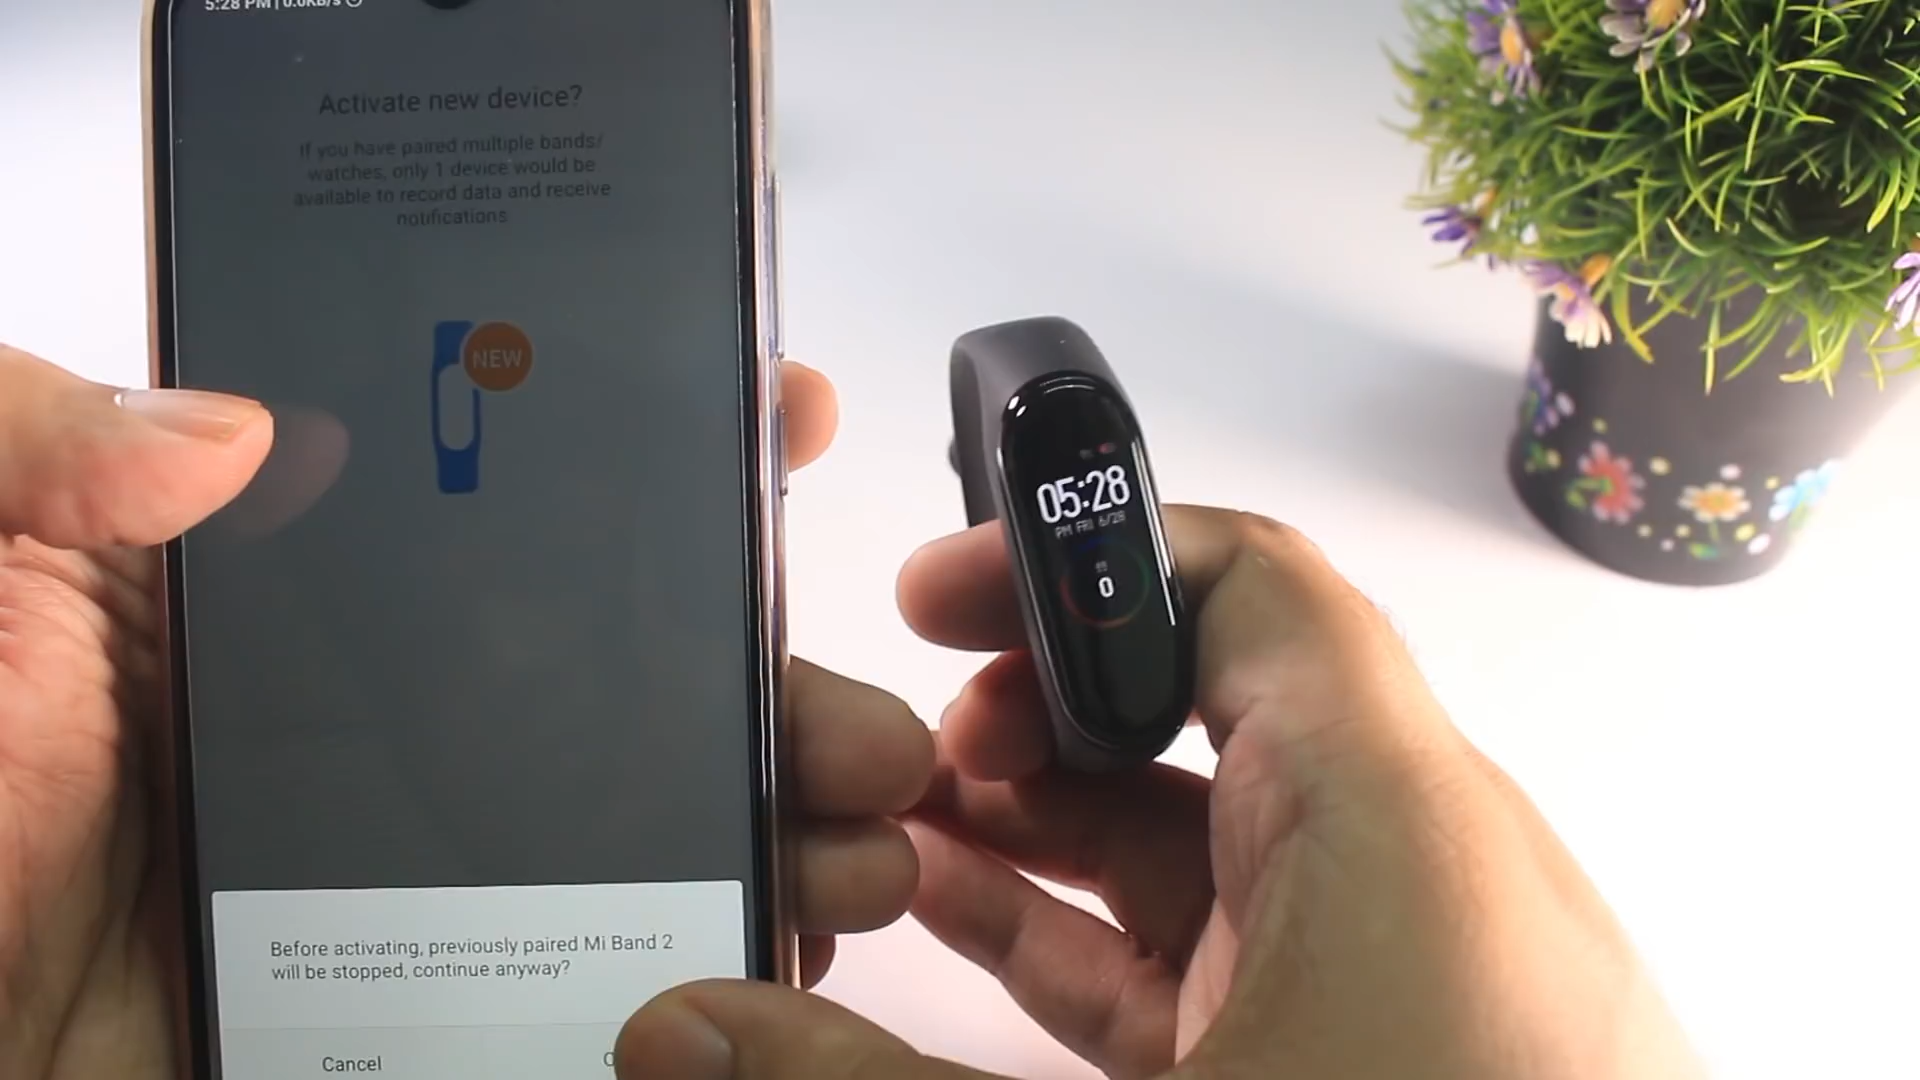 5:28 PM | 0.0KB/s
Activate new device?
If you have paired multiple bands/
watches, only 1 device would be
available to record data and receive
notifications
NEW
05:28
PM FRI 6/28
0
Before activating, previously paired Mi Band 2
will be stopped, continue anyway?
Cancel